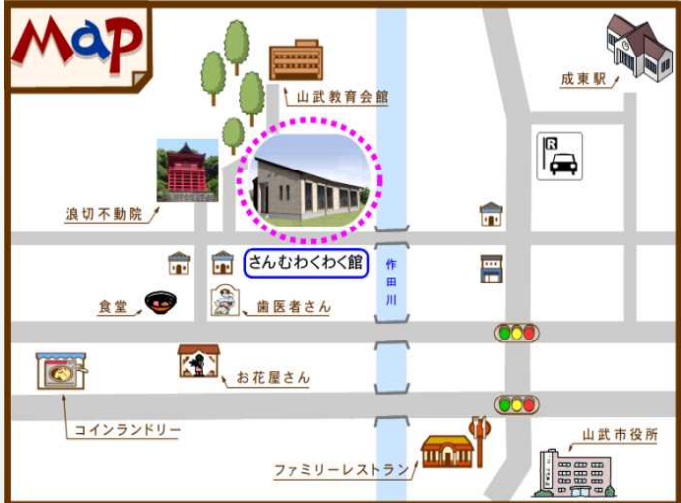 MaP
山武教育会館
成東駅
R
浪切不動院
さんむわくわく館
作田川
食堂
歯医者さん
お花屋さん
コインランドリー
ファミリーレストラン
山武市役所